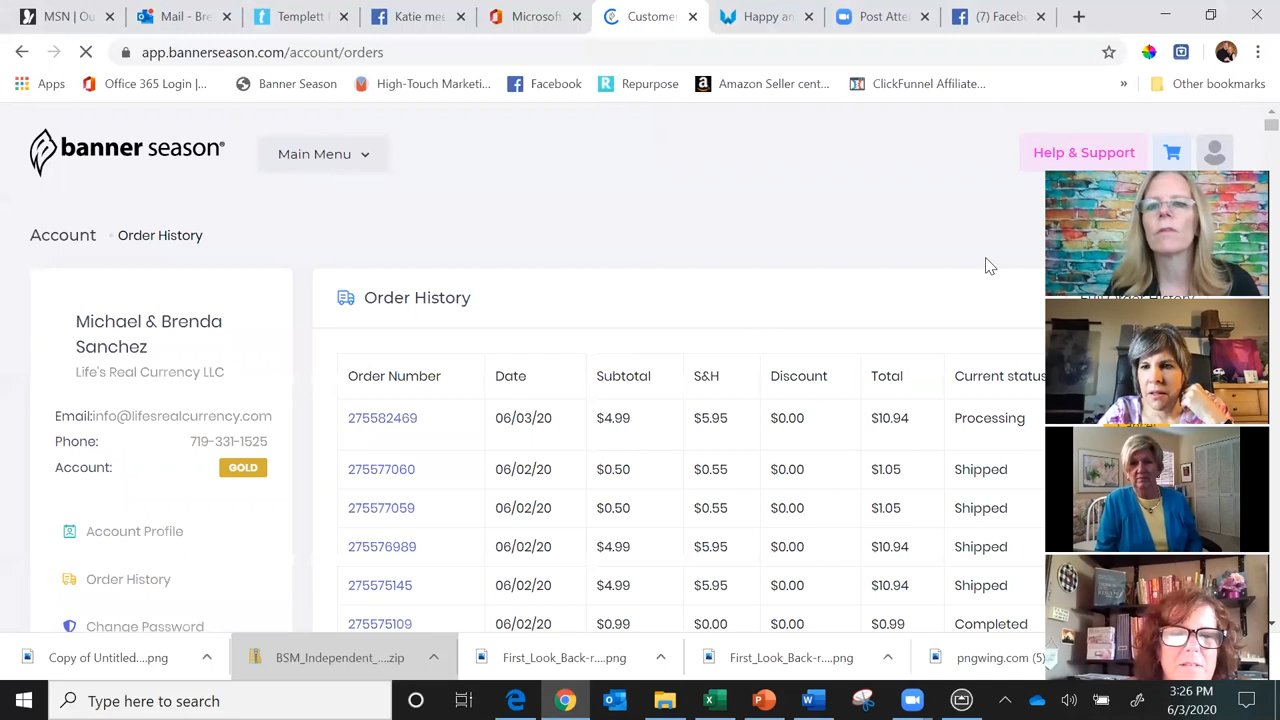 MSN | Ou
Mail - Bre
Templett
Katie mes
Microsoft
Customer
Happy an
Post Atte
(7) Faceb
app.bannerseason.com/account/orders
Apps
Office 365 Login |...
Banner Season
High-Touch Marketi...
Facebook
Repurpose
Amazon Seller cent...
ClickFunnel Affiliate...
»
Other bookmarks
banner season®
Main Menu
Help & Support
Account
Order History
Michael & Brenda
Sanchez
Life's Real Currency LLC
Email:info@lifesrealcurrency.com
Phone: 719-331-1525
Account: GOLD
Account Profile
Order History
Change Password
Order History
Order Number Date Subtotal S&H Discount Total Current status
275582469 06/03/20 $4.99 $5.95 $0.00 $10.94 Processing
275577060 06/02/20 $0.50 $0.55 $0.00 $1.05 Shipped
275577059 06/02/20 $0.50 $0.55 $0.00 $1.05 Shipped
275576989 06/02/20 $4.99 $5.95 $0.00 $10.94 Shipped
275575145 06/02/20 $4.99 $5.95 $0.00 $10.94 Shipped
275575109 06/02/20 $0.99 $0.00 $0.00 $0.99 Completed
Copy of Untitled....png
BSM_Independent_....zip
First_Look_Back-r....png
First_Look_Back-r....png
pngwing.com (5)
Type here to search
3:26 PM
6/3/2020